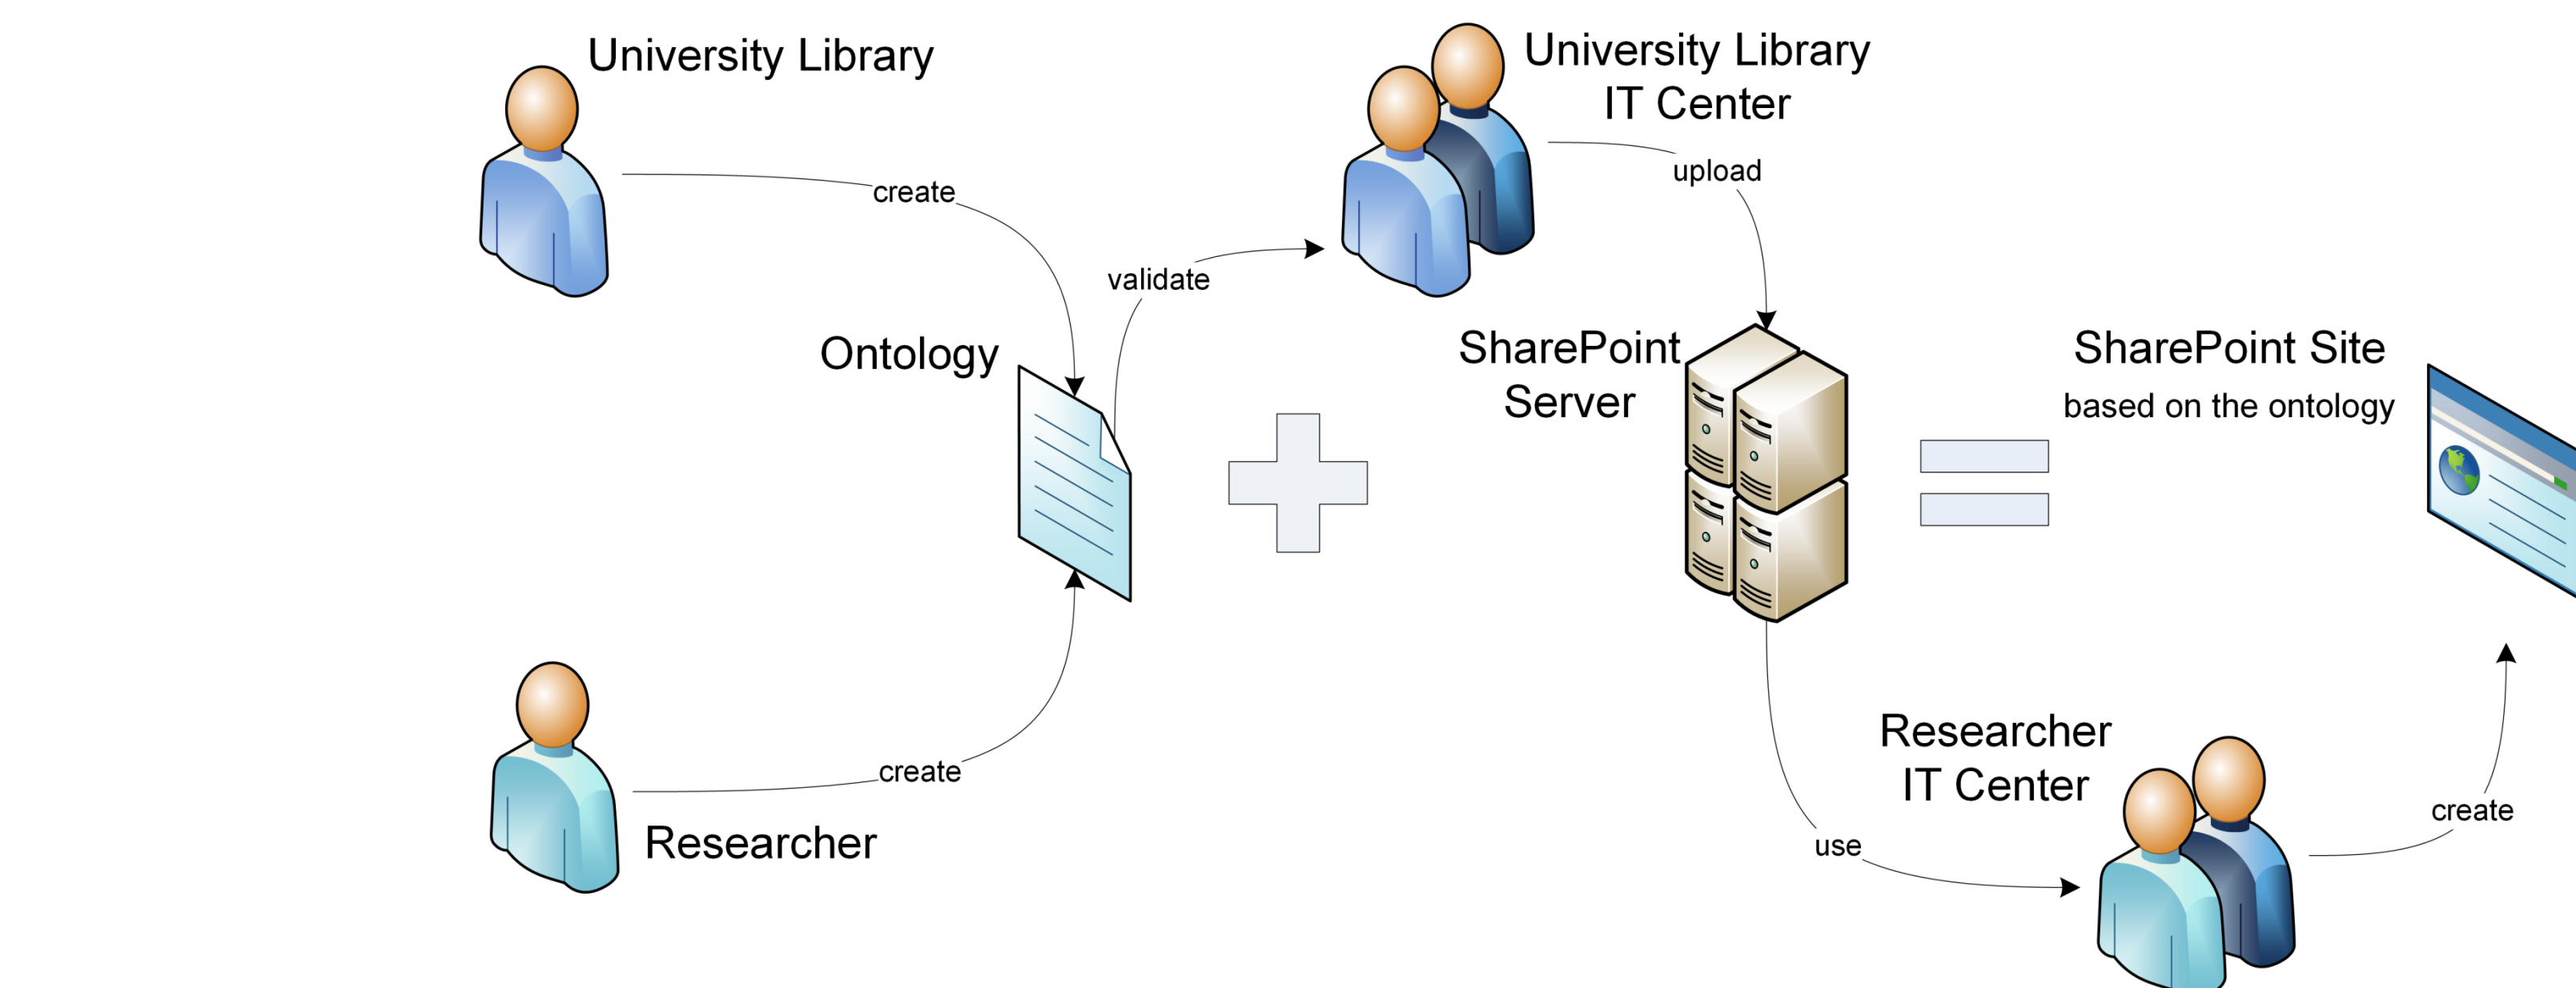 University Library
create
Ontology
create
Researcher
validate
University Library
IT Center
upload
SharePoint
Server
use
SharePoint Site
based on the ontology
Researcher
IT Center
create